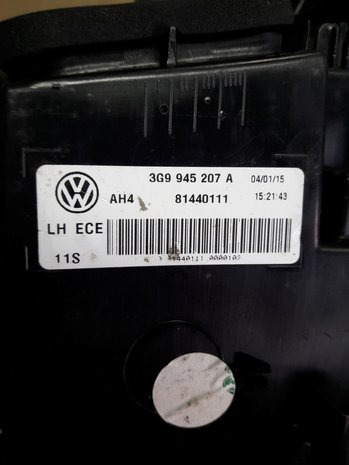 3G9 945 207 A 04/01/15
AH4 81440111 15:21:43
LH ECE
11S